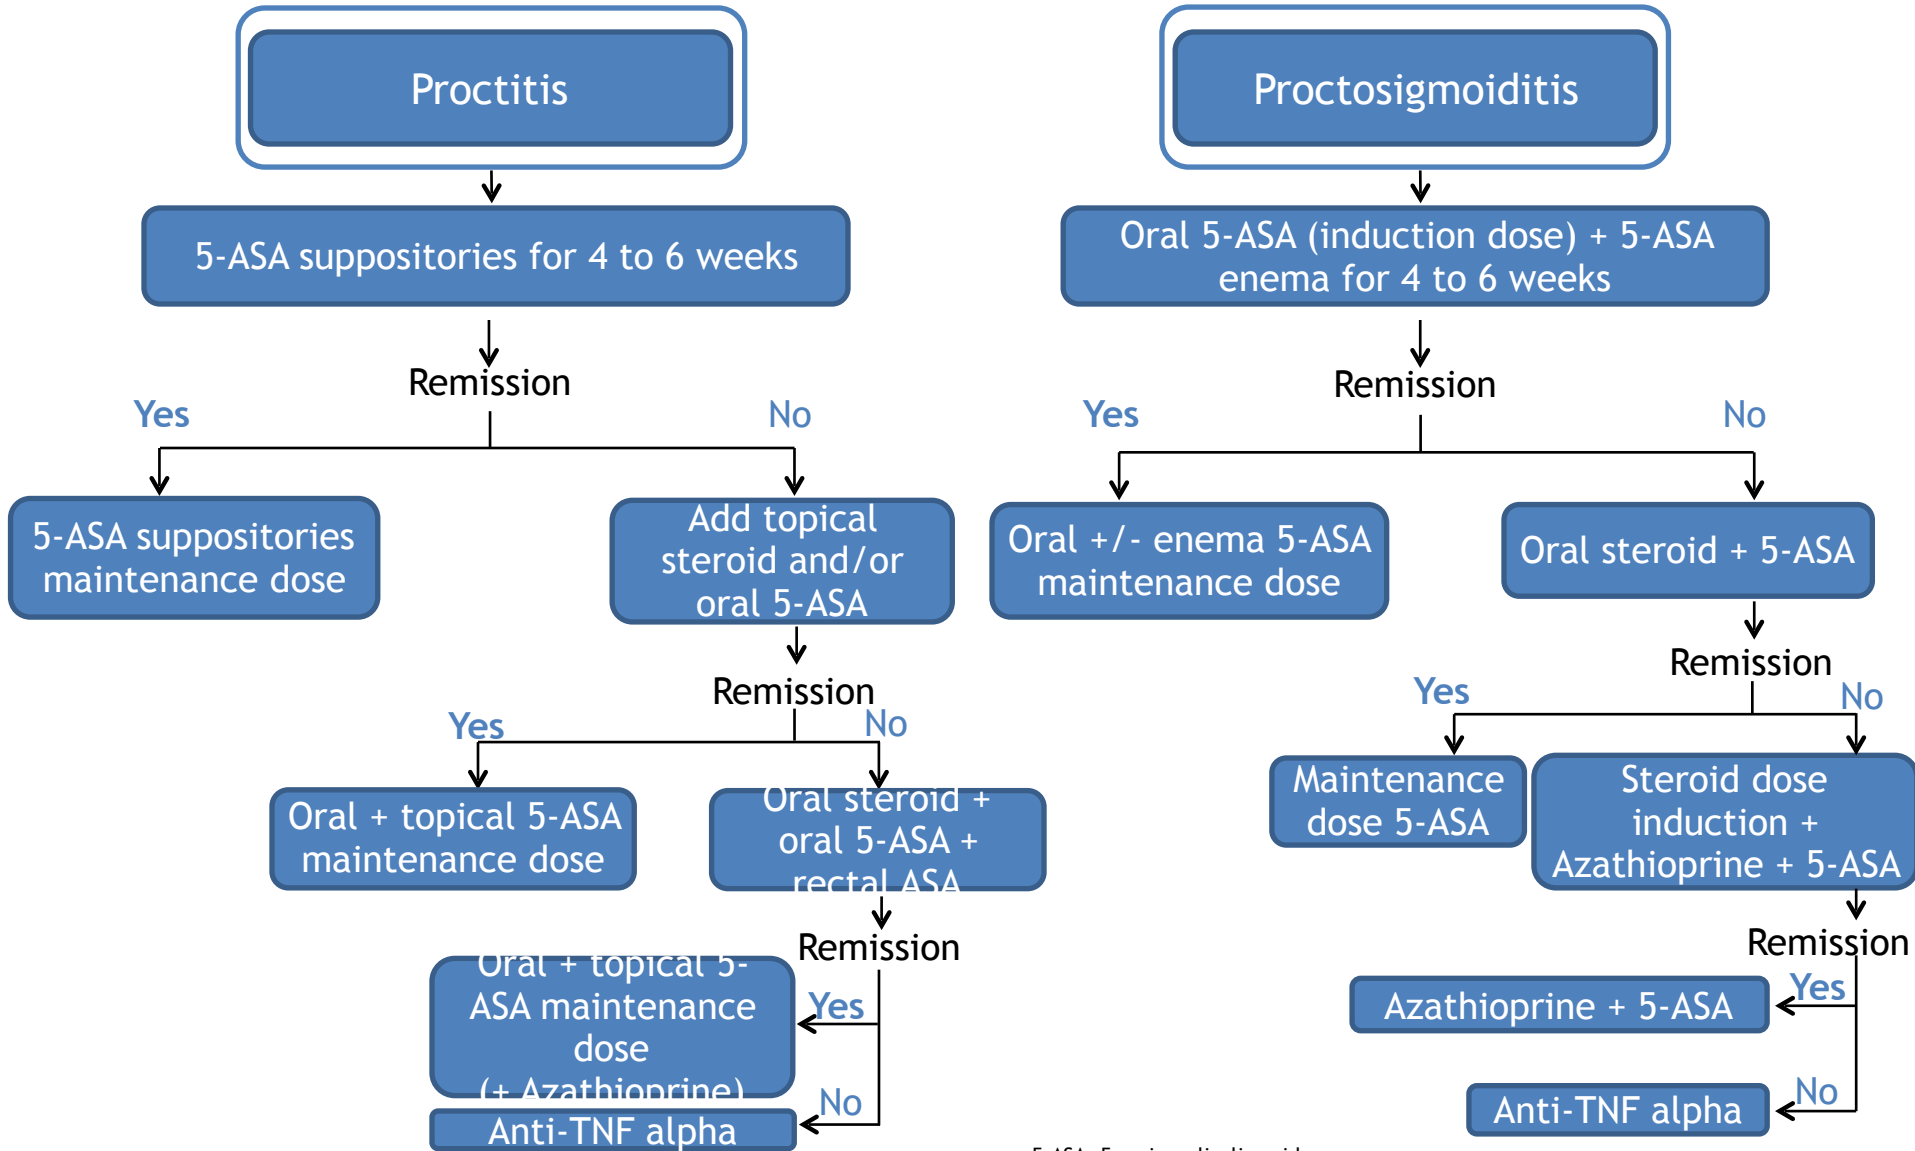 Proctitis
5-ASA suppositories for 4 to 6 weeks
Remission
Yes
No
5-ASA suppositories
maintenance dose
Add topical
steroid and/or
oral 5-ASA
Remission
Yes
No
Oral + topical 5-ASA
maintenance dose
Oral steroid +
oral 5-ASA +
rectal ASA
Remission
Oral + topical 5-
ASA maintenance
dose
(+ Azathioprine)
Yes
No
Anti-TNF alpha
Proctosigmoiditis
Oral 5-ASA (induction dose) + 5-ASA
enema for 4 to 6 weeks
Remission
Yes
No
Oral +/- enema 5-ASA
maintenance dose
Oral steroid + 5-ASA
Remission
Yes
No
Maintenance
dose 5-ASA
Steroid dose
induction +
Azathioprine + 5-ASA
Remission
Yes
Azathioprine + 5-ASA
No
Anti-TNF alpha